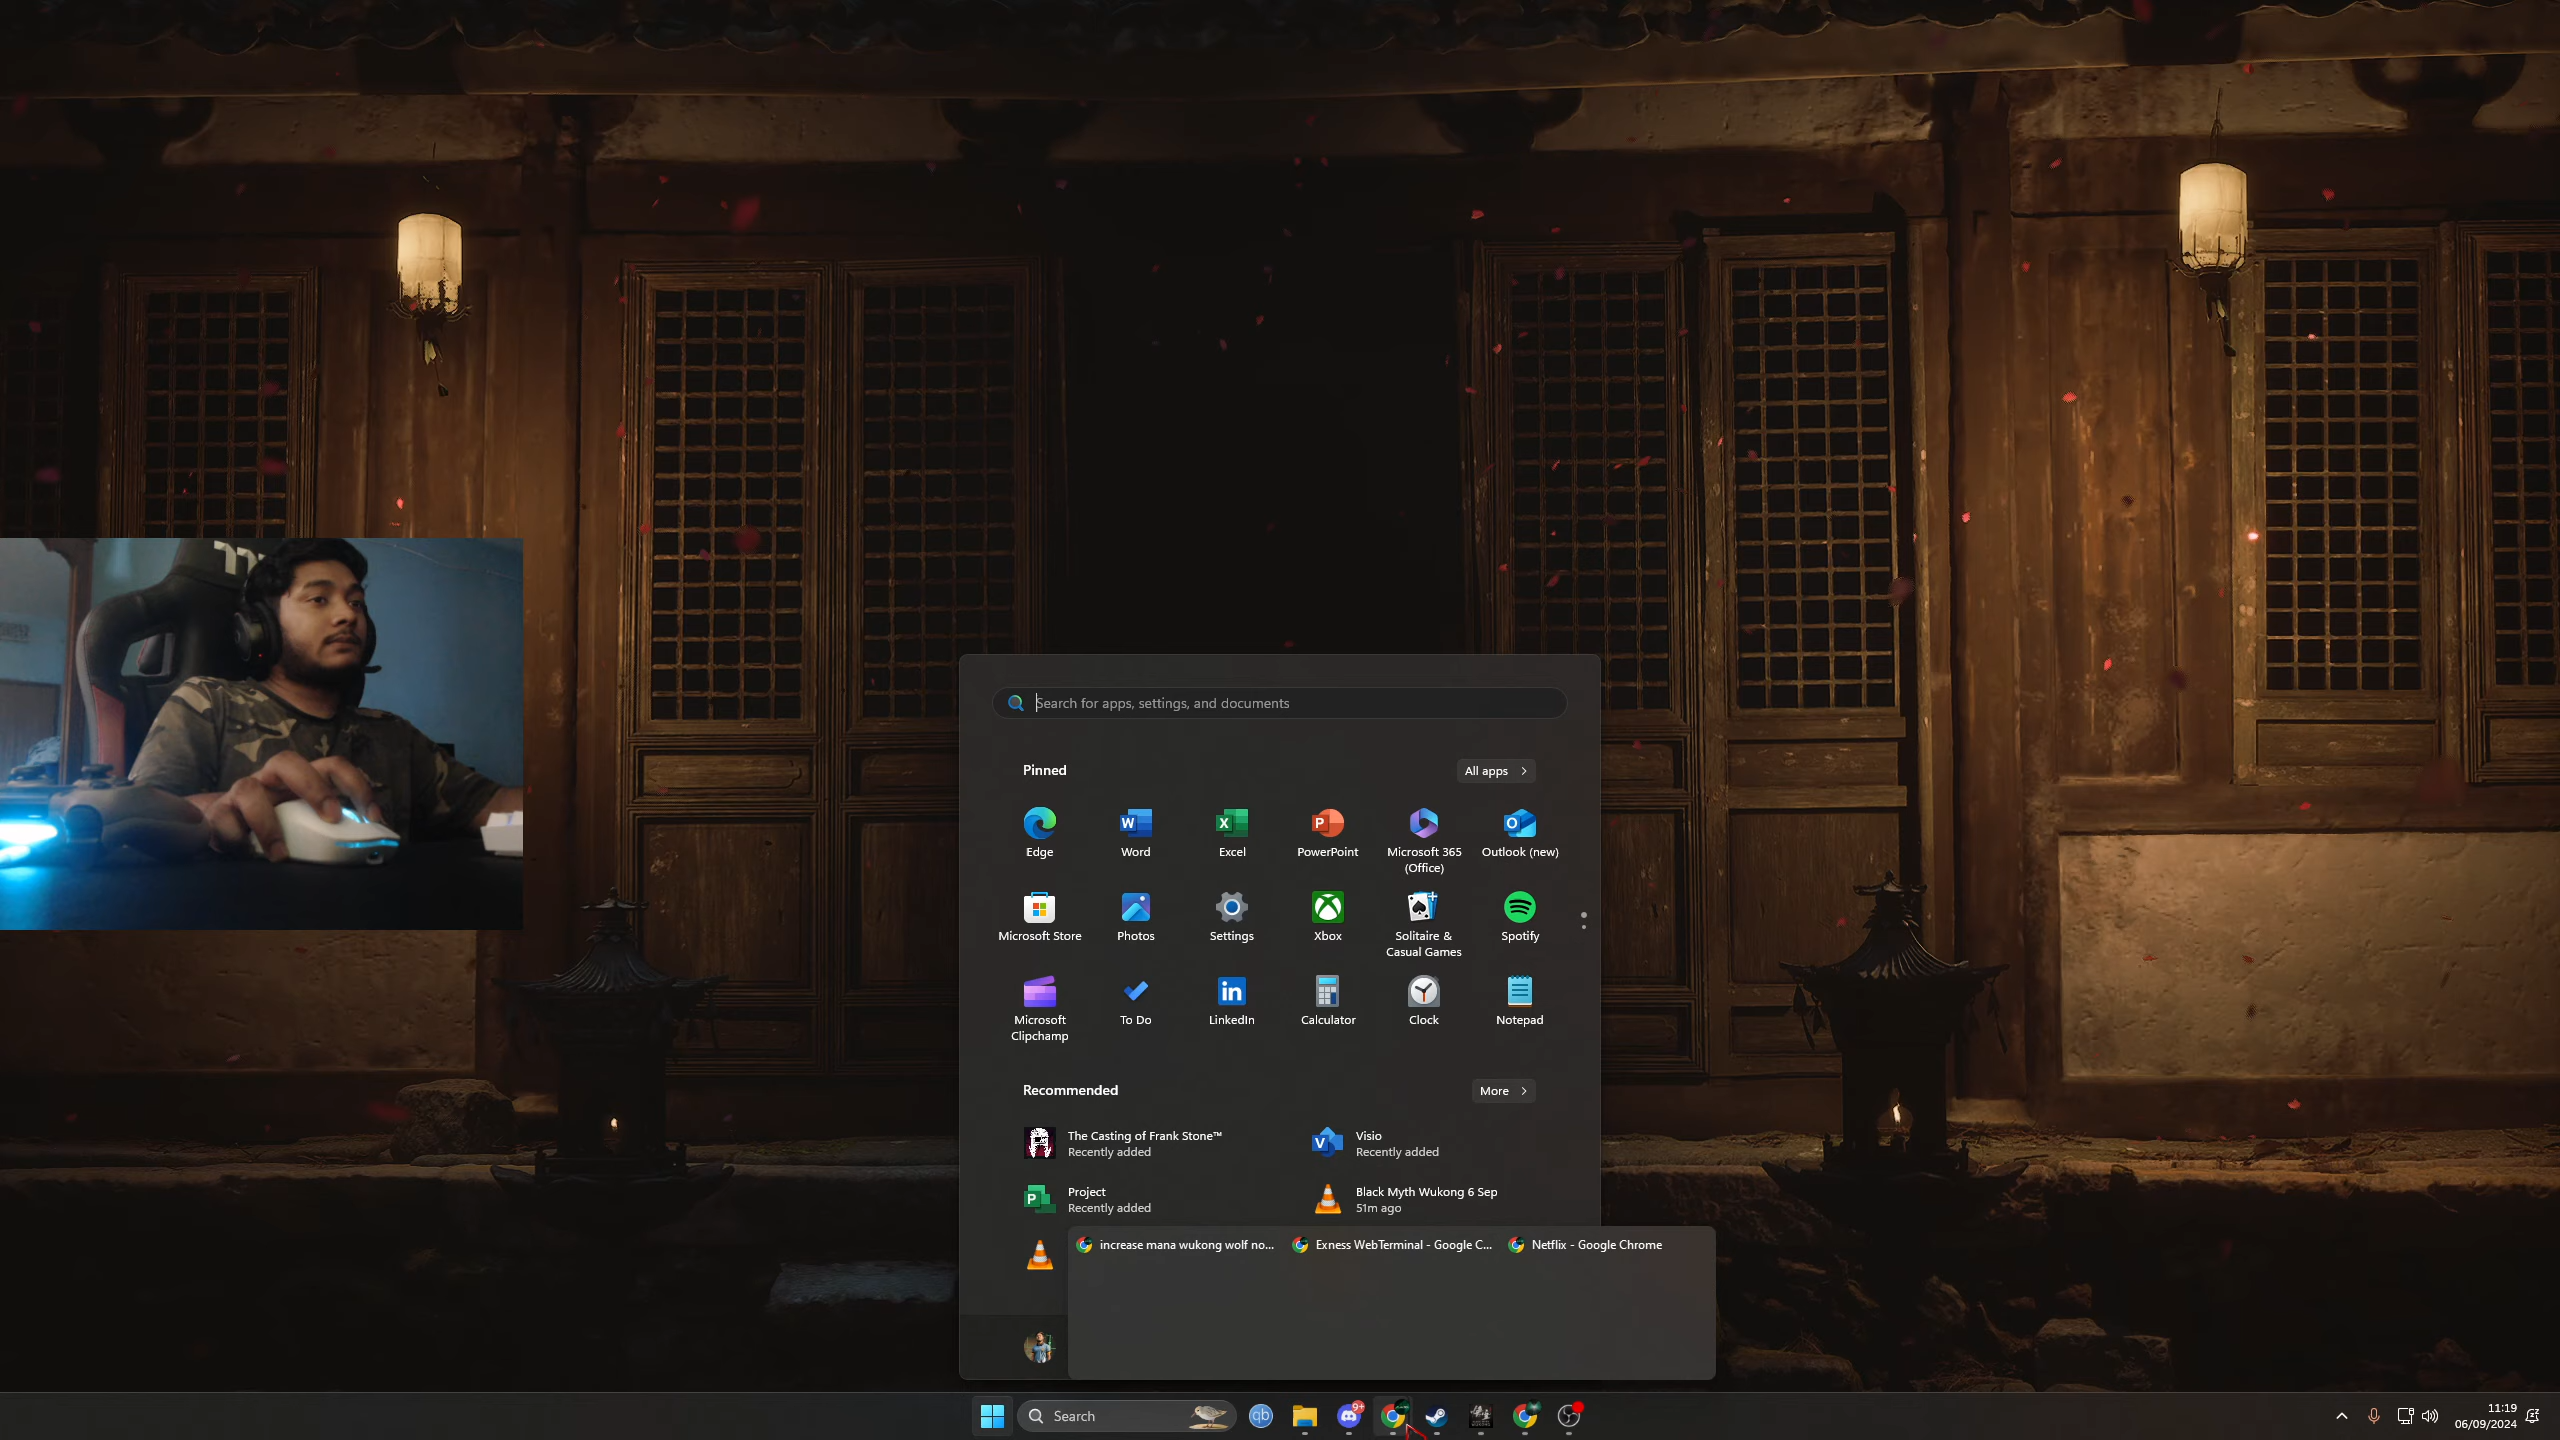 Search for apps, settings, and documents
Pinned
All apps
Edge
Word
Excel
PowerPoint
Microsoft 365
(Office)
Outlook (new)
Microsoft Store
Photos
Settings
Xbox
Solitaire &
Casual Games
Spotify
Microsoft
Clipchamp
To Do
LinkedIn
Calculator
Clock
Notepad
Recommended
More
The Casting of Frank Stone™
Recently added
Visio
Recently added
Project
Recently added
Black Myth Wukong 6 Sep
51m ago
increase mana wukong wolf no...
Exness WebTerminal - Google C...
Netflix - Google Chrome
Search
qb
9+
11:19
06/09/2024